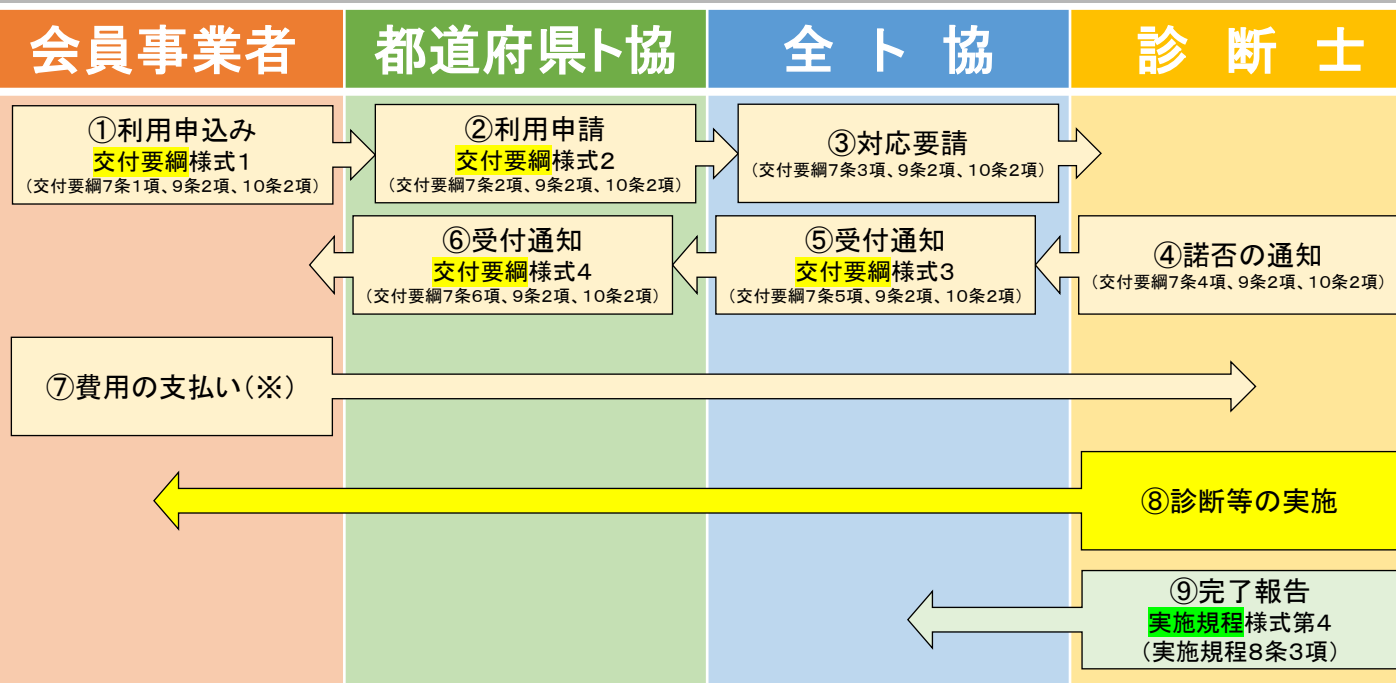 会員事業者
都道府県ト協
全ト協
診断士
①利用申込み
交付要綱様式1
（交付要綱7条1項、9条2項、10条2項）
②利用申請
交付要綱様式2
（交付要綱7条2項、9条2項、10条2項）
③対応要請
（交付要綱7条3項、9条2項、10条2項）
⑥受付通知
交付要綱様式4
（交付要綱7条6項、9条2項、10条2項）
⑤受付通知
交付要綱様式3
（交付要綱7条5項、9条2項、10条2項）
④諾否の通知
（交付要綱7条4項、9条2項、10条2項）
⑦費用の支払い（※）
⑧診断等の実施
⑨完了報告
実施規程様式第4
（実施規程8条3項）